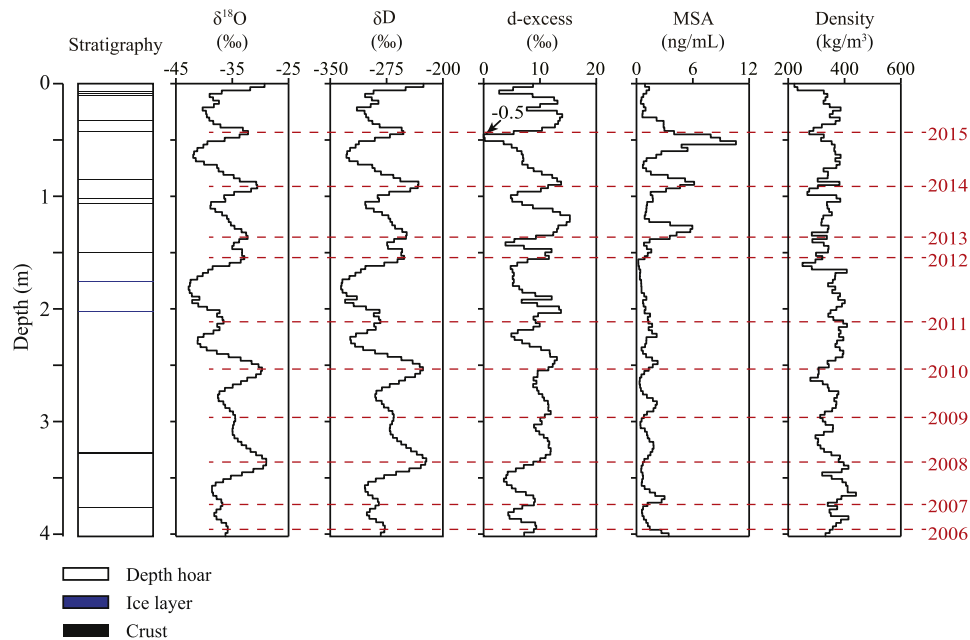 Stratigraphy
δ¹⁸O
(‰)
δD
(‰)
d-excess
(‰)
MSA
(ng/mL)
Density
(kg/m³)
-45 -35 -25
-350 -275 -200
0 10 20
0 6 12
200 400 600
Depth (m)
0
1
2
3
4
-0.5
2015
2014
2013
2012
2011
2010
2009
2008
2007
2006
Depth hoar
Ice layer
Crust